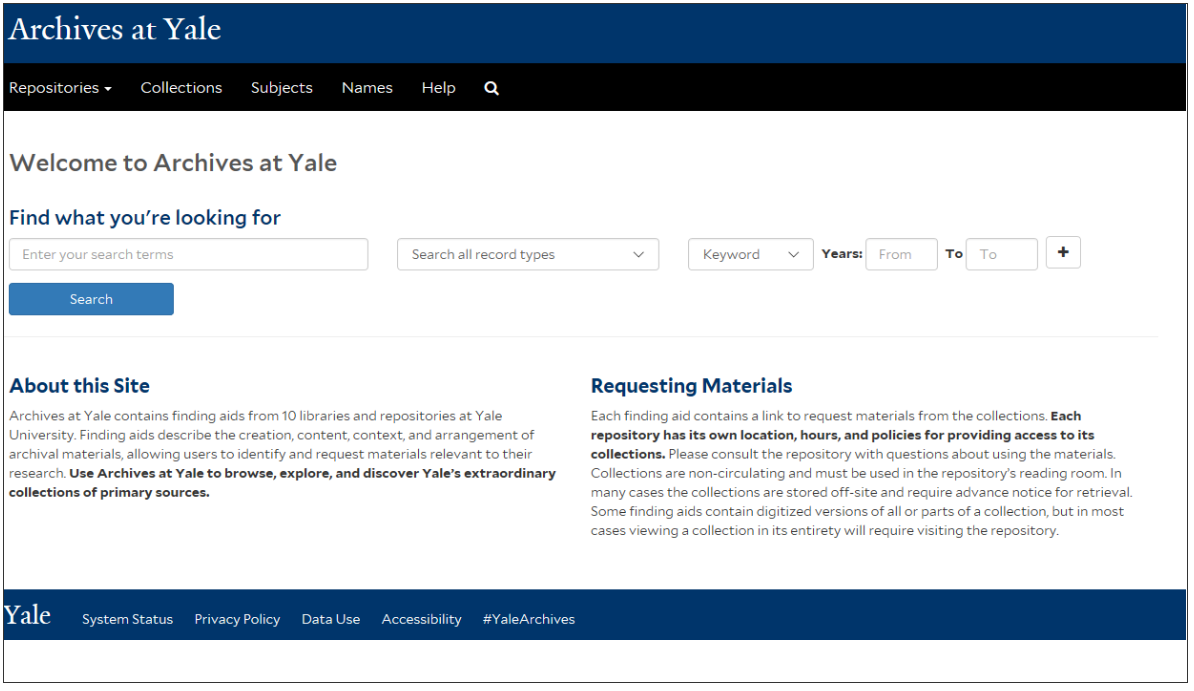 Archives at Yale
Repositories Collections Subjects Names Help
Welcome to Archives at Yale
Find what you're looking for
Enter your search terms Search all record types Keyword Years: From To To +
Search
About this Site
Archives at Yale contains finding aids from 10 libraries and repositories at Yale
University. Finding aids describe the creation, content, context, and arrangement of
archival materials, allowing users to identify and request materials relevant to their
research. Use Archives at Yale to browse, explore, and discover Yale's extraordinary
collections of primary sources.
Requesting Materials
Each finding aid contains a link to request materials from the collections. Each
repository has its own location, hours, and policies for providing access to its
collections. Please consult the repository with questions about using the materials.
Collections are non-circulating and must be used in the repository's reading room. In
many cases the collections are stored off-site and require advance notice for retrieval.
Some finding aids contain digitized versions of all or parts of a collection, but in most
cases viewing a collection in its entirety will require visiting the repository.
Yale System Status Privacy Policy Data Use Accessibility #YaleArchives